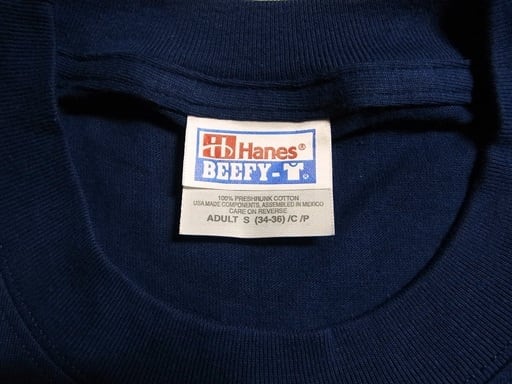 Hanes®
BEEFY-T®
100% PRESHRUNK COTTON
USA MADE COMPONENTS, ASSEMBLED IN MEXICO
CARE ON REVERSE
ADULT S (34-36) /C /P